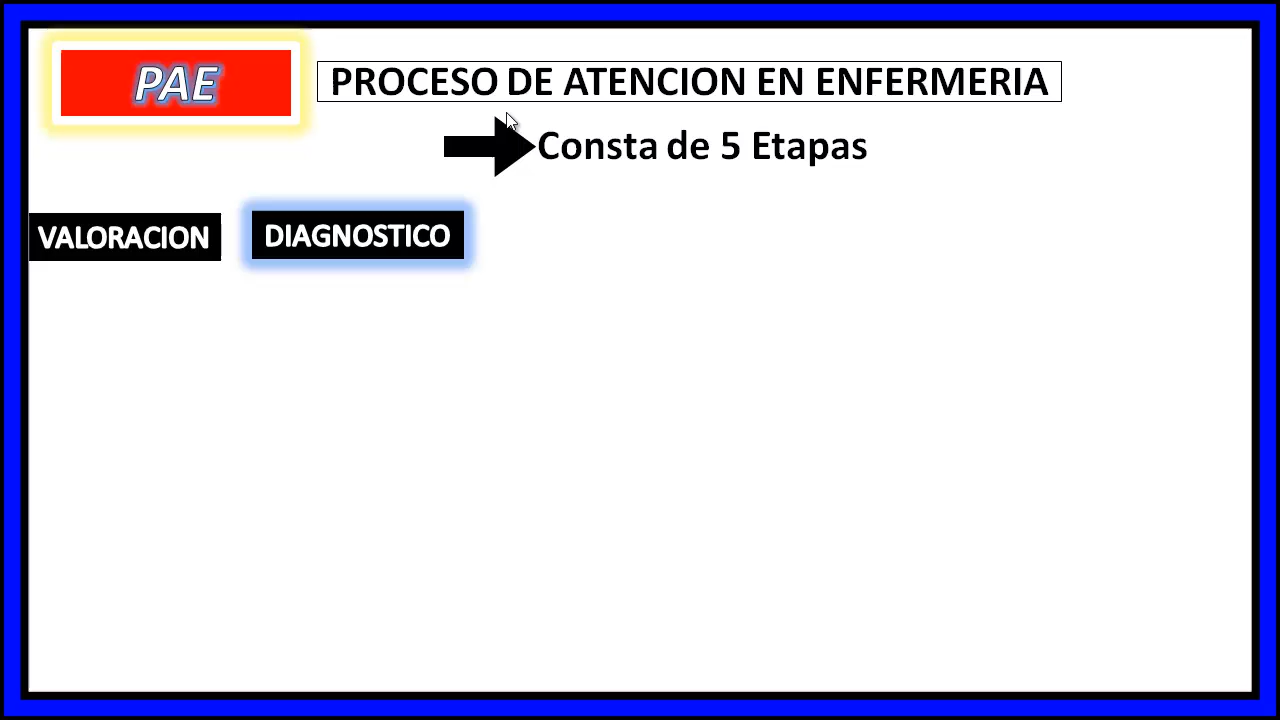 PAE
PROCESO DE ATENCION EN ENFERMERIA
Consta de 5 Etapas
VALORACION
DIAGNOSTICO